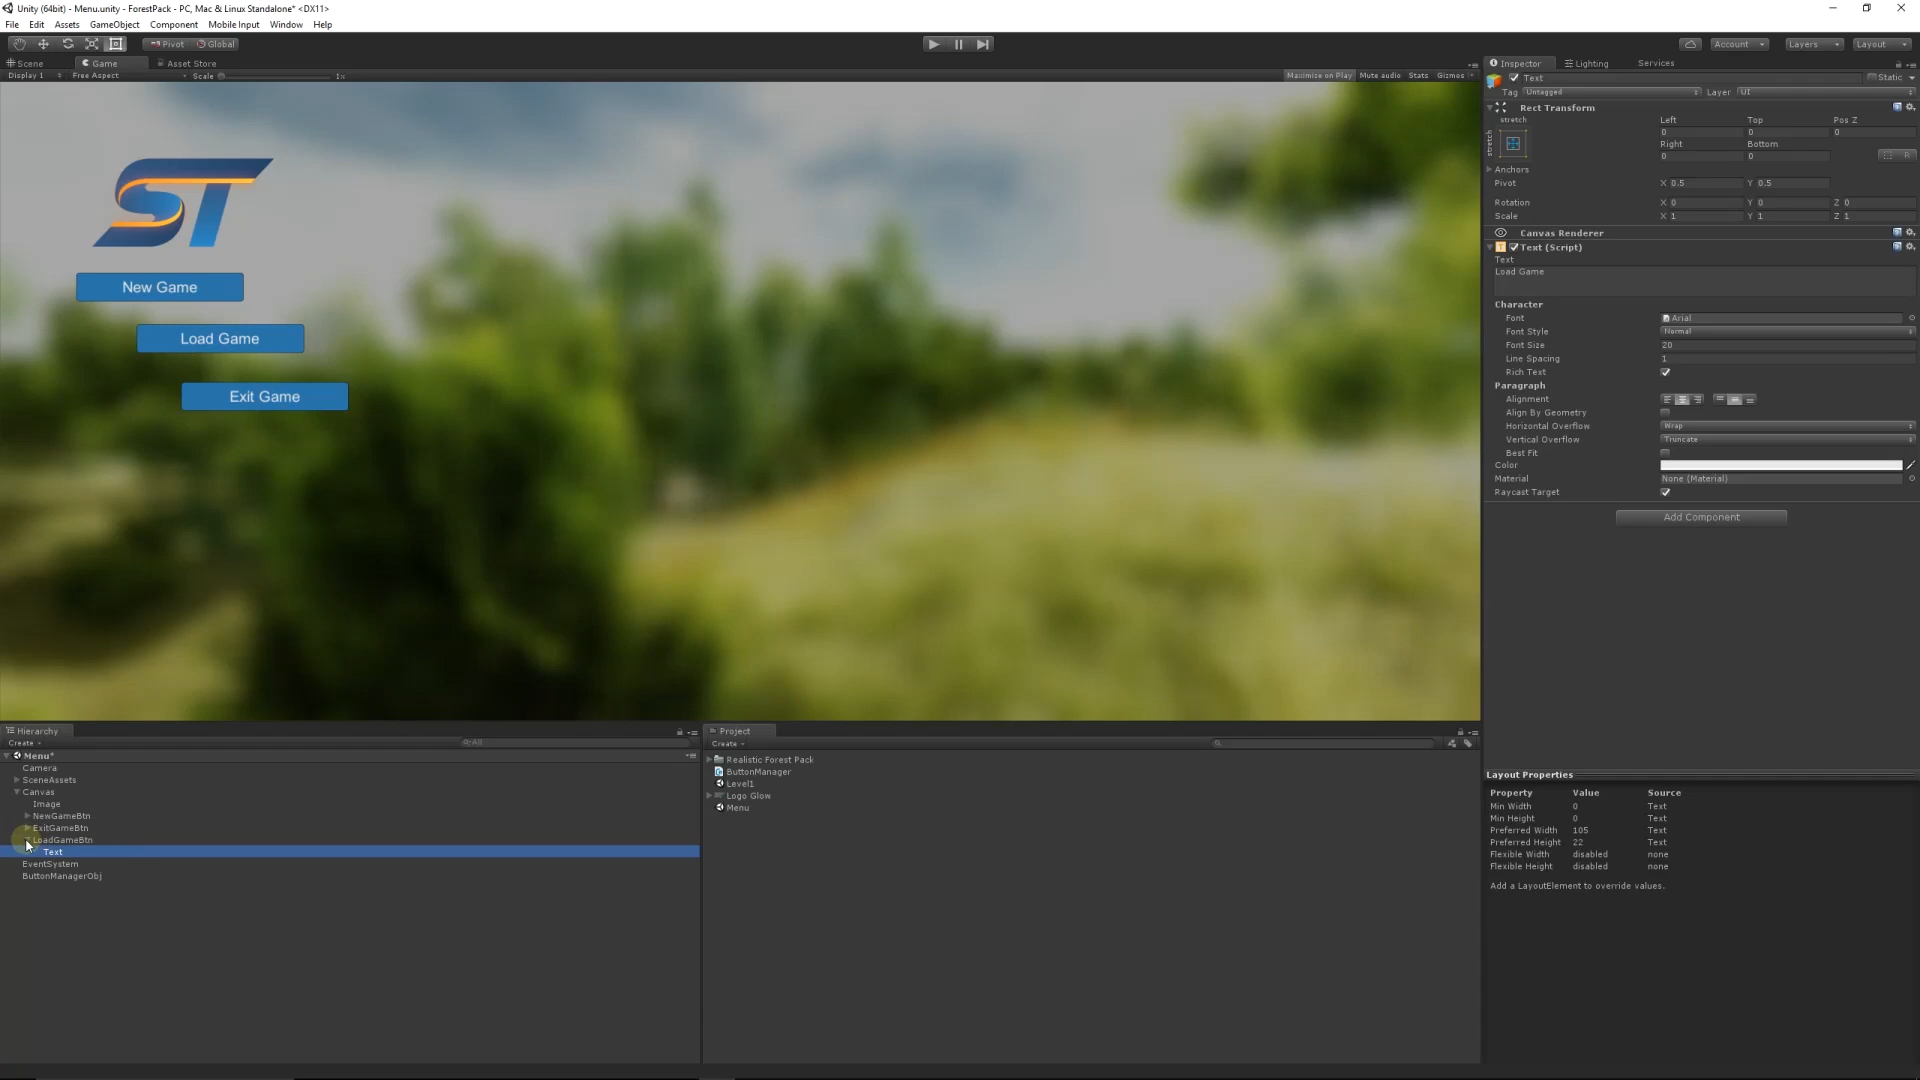 Unity (64bit) - Menu.unity - ForestPack - PC, Mac & Linux Standalone* <DX11>
File Edit Assets GameObject Component Mobile Input Window Help
Pivot Global Account Layers Layout
Scene Game Asset Store
Display 1 Free Aspect Scale 1x Maximize on Play Mute audio Stats Gizmos
ST
New Game
Load Game
Exit Game
Inspector Lighting Services
Text Static
Tag Untagged Layer UI
Rect Transform
stretch Left Top Pos Z
stretch 0 0 0
Right Bottom
0 0 R
Anchors
Pivot X 0.5 Y 0.5
Rotation X 0 Y 0 Z 0
Scale X 1 Y 1 Z 1
Canvas Renderer
Text (Script)
Text
Load Game
Character
Font Arial
Font Style Normal
Font Size 20
Line Spacing 1
Rich Text
Paragraph
Alignment
Align By Geometry
Horizontal Overflow Wrap
Vertical Overflow Truncate
Best Fit
Color
Material None (Material)
Raycast Target
Add Component
Hierarchy
Create All
Menu*
Camera
SceneAssets
Canvas
Image
NewGameBtn
ExitGameBtn
LoadGameBtn
Text
EventSystem
ButtonManagerObj
Project
Create
Realistic Forest Pack
ButtonManager
Level1
Logo Glow
Menu
Layout Properties
Property Value Source
Min Width 0 Text
Min Height 0 Text
Preferred Width 105 Text
Preferred Height 22 Text
Flexible Width disabled none
Flexible Height disabled none
Add a LayoutElement to override values.